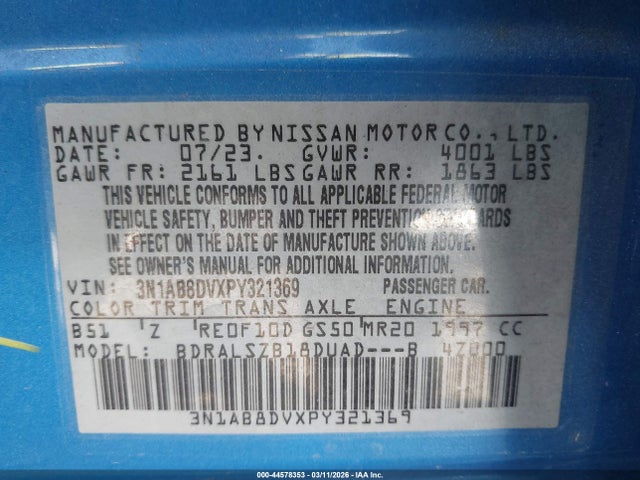 MANUFACTURED BY NISSAN MOTOR CO., LTD.
DATE: 07/23. GVWR: 4001 LBS
GAWR FR: 2161 LBS GAWR RR: 1863 LBS
THIS VEHICLE CONFORMS TO ALL APPLICABLE FEDERAL MOTOR
VEHICLE SAFETY, BUMPER AND THEFT PREVENTION STANDARDS
IN EFFECT ON THE DATE OF MANUFACTURE SHOWN ABOVE.
SEE OWNER'S MANUAL FOR ADDITIONAL INFORMATION.
VIN: 3N1AB8DVXPY321369 PASSENGER CAR.
COLOR TRIM TRANS AXLE ENGINE
B51 'Z RE0F10D GS50 MR20 1997 CC
MODEL: BDRALSZB18DUAD---B 4Z000
3N1AB8DVXPY321369
000-44578353 - 03/11/2026 - IAA Inc.